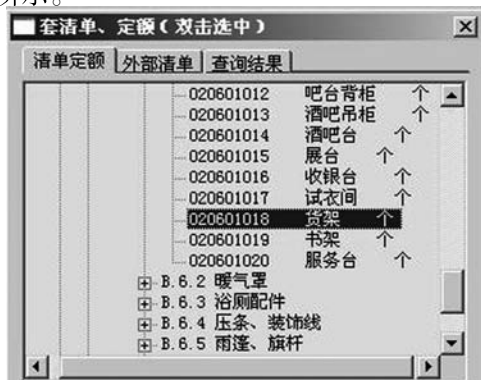 所示。
套清单、定额(双击选中)
清单定额 外部清单 查询结果
020601012 吧台背柜 个
020601013 酒吧吊柜 个
020601014 酒吧台 个
020601015 展台 个
020601016 收银台 个
020601017 试衣间 个
020601018 货架 个
020601019 书架 个
020601020 服务台 个
B.6.2 暖气罩
B.6.3 浴厕配件
B.6.4 压条、装饰线
B.6.5 雨篷、旗杆